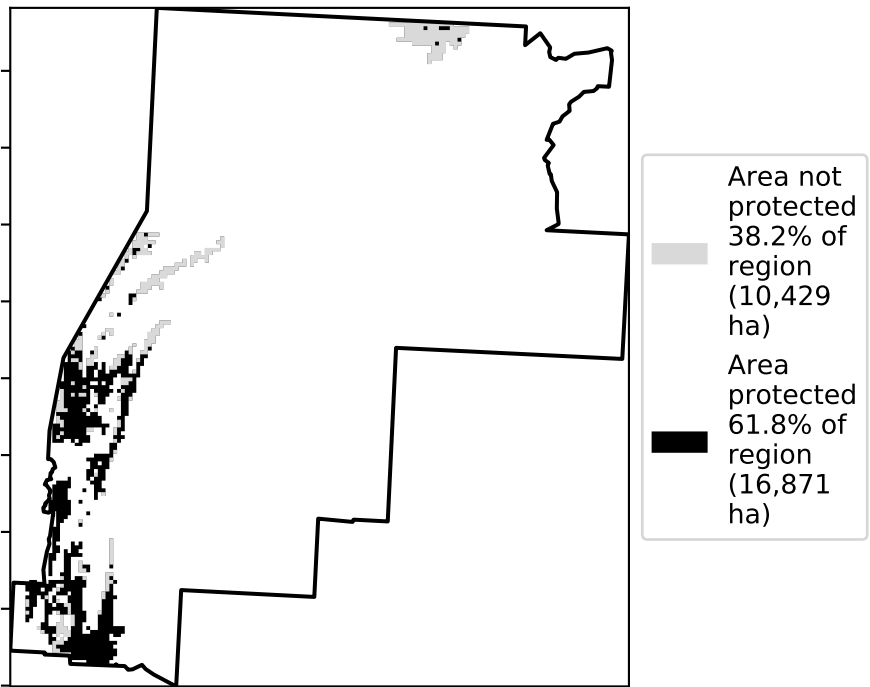 Area not
protected
38.2% of
region
(10,429
ha)
Area
protected
61.8% of
region
(16,871
ha)